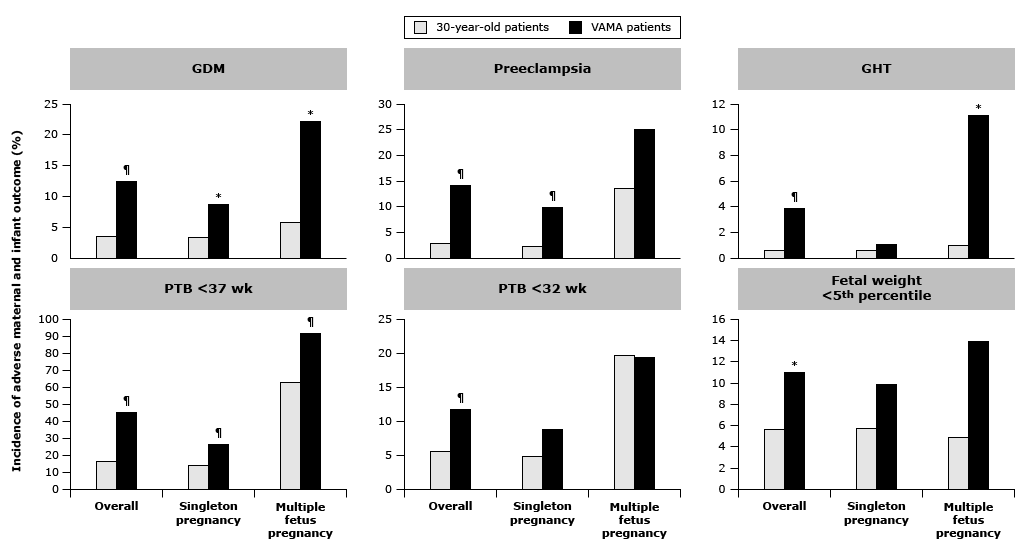 30-year-old patients VAMA patients
Incidence of adverse maternal and infant outcome (%)
GDM
25
20
15
10
5
0
¶
*
*
Preeclampsia
30
25
20
15
10
5
0
¶
¶
GHT
12
10
8
6
4
2
0
¶
*
PTB <37 wk
100
90
80
70
60
50
40
30
20
10
0
¶
¶
¶
Overall
Singleton
pregnancy
Multiple
fetus
pregnancy
PTB <32 wk
25
20
15
10
5
0
¶
Overall
Singleton
pregnancy
Multiple
fetus
pregnancy
Fetal weight
<5th percentile
16
14
12
10
8
6
4
2
0
*
Overall
Singleton
pregnancy
Multiple
fetus
pregnancy